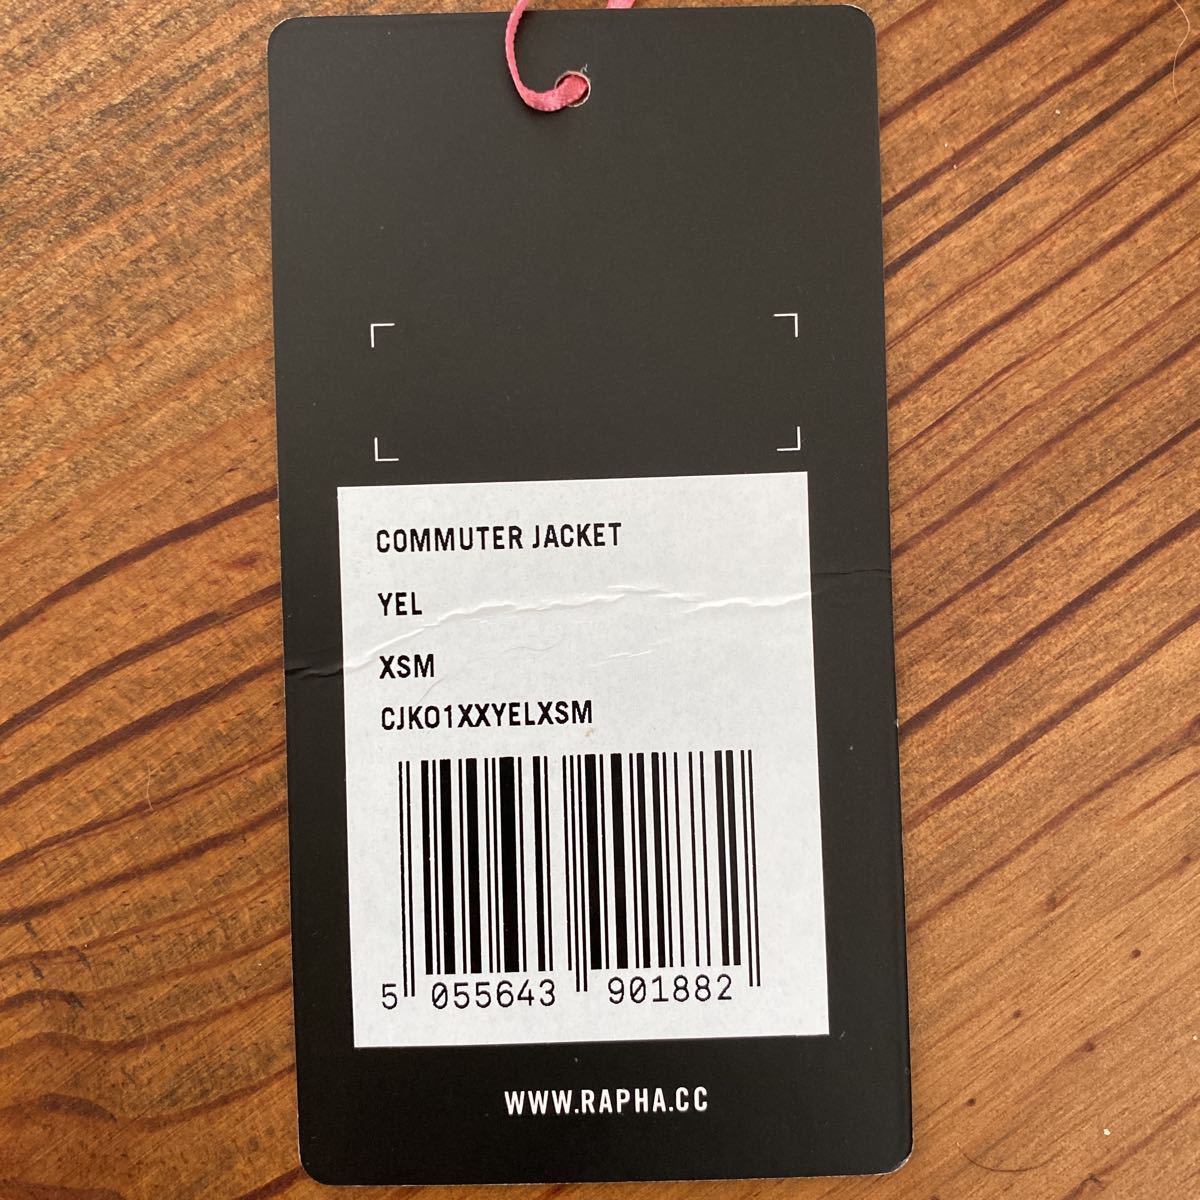 COMMUTER JACKET
YEL
XSM
CJK01XXYELXSM
5 055643 901882
WWW.RAPHA.CC